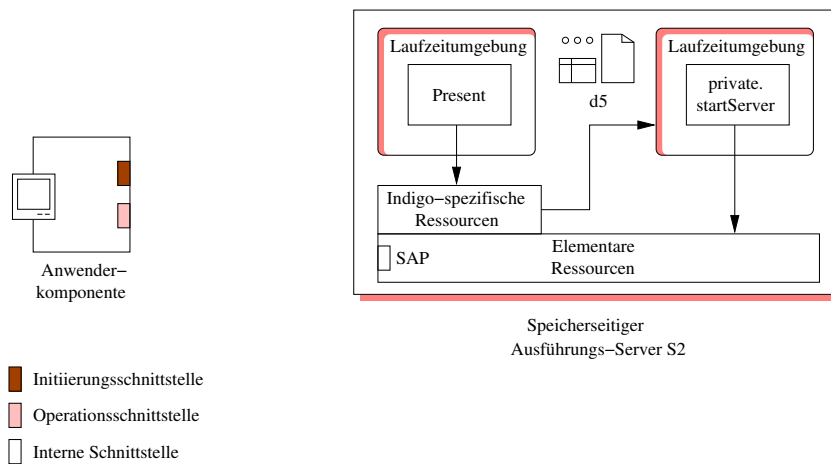 Laufzeitumgebung
Present
Laufzeitumgebung
private.
startServer
d5
Indigo−spezifische
Ressourcen
SAP
Elementare
Ressourcen
Anwender−
komponente
Speicherseitiger
Ausführungs−Server S2
Initiierungsschnittstelle
Operationsschnittstelle
Interne Schnittstelle